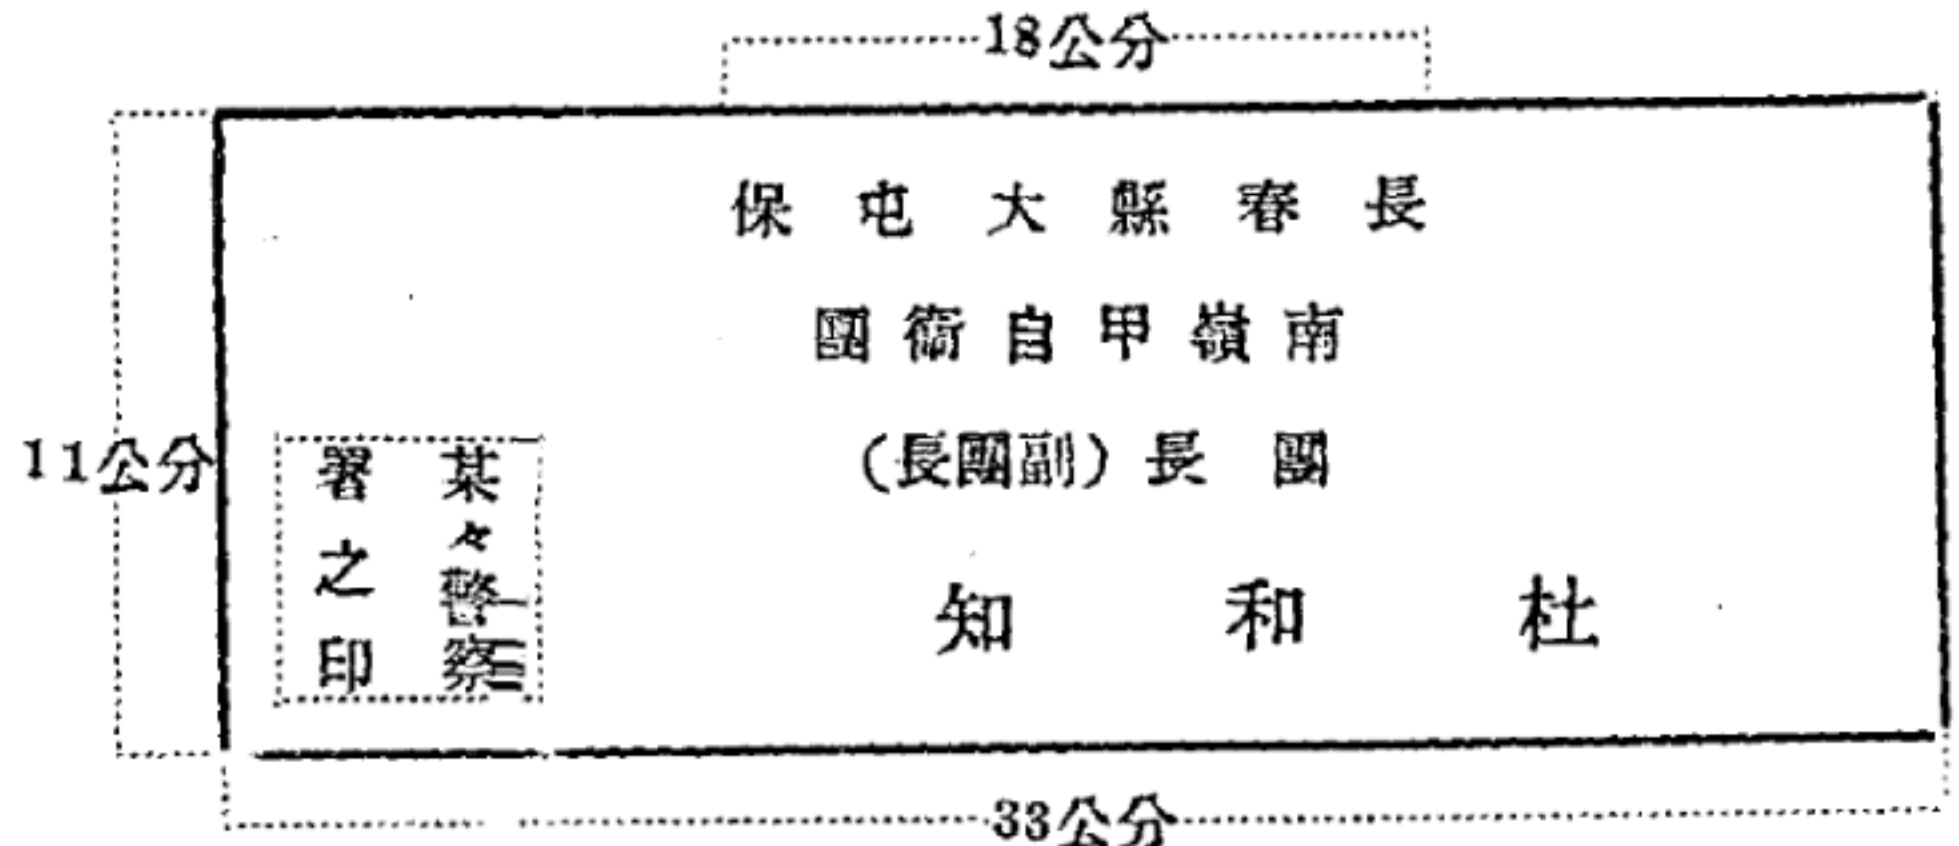 18公分
長春縣大屯保
南嶺甲自衞團
團長(副團長)
杜和知
某々警察
署之印
11公分
33公分